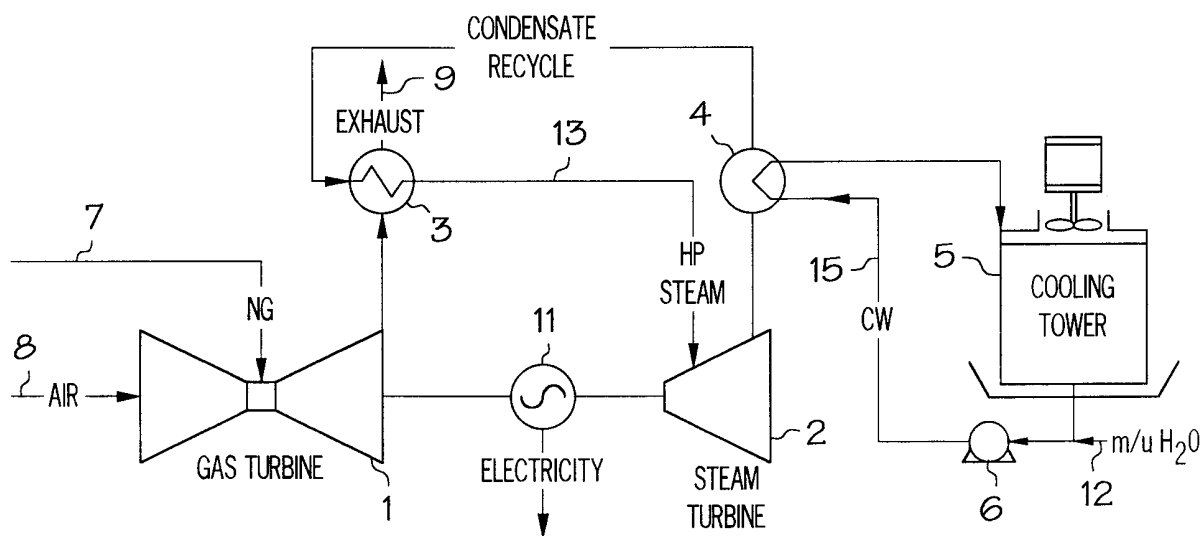 CONDENSATE
RECYCLE
9
EXHAUST
4
13
3
7
HP
STEAM
15
5
COOLING
TOWER
NG
CW
11
8
AIR
GAS TURBINE
1
ELECTRICITY
2
STEAM
TURBINE
6
12
m/u H₂O